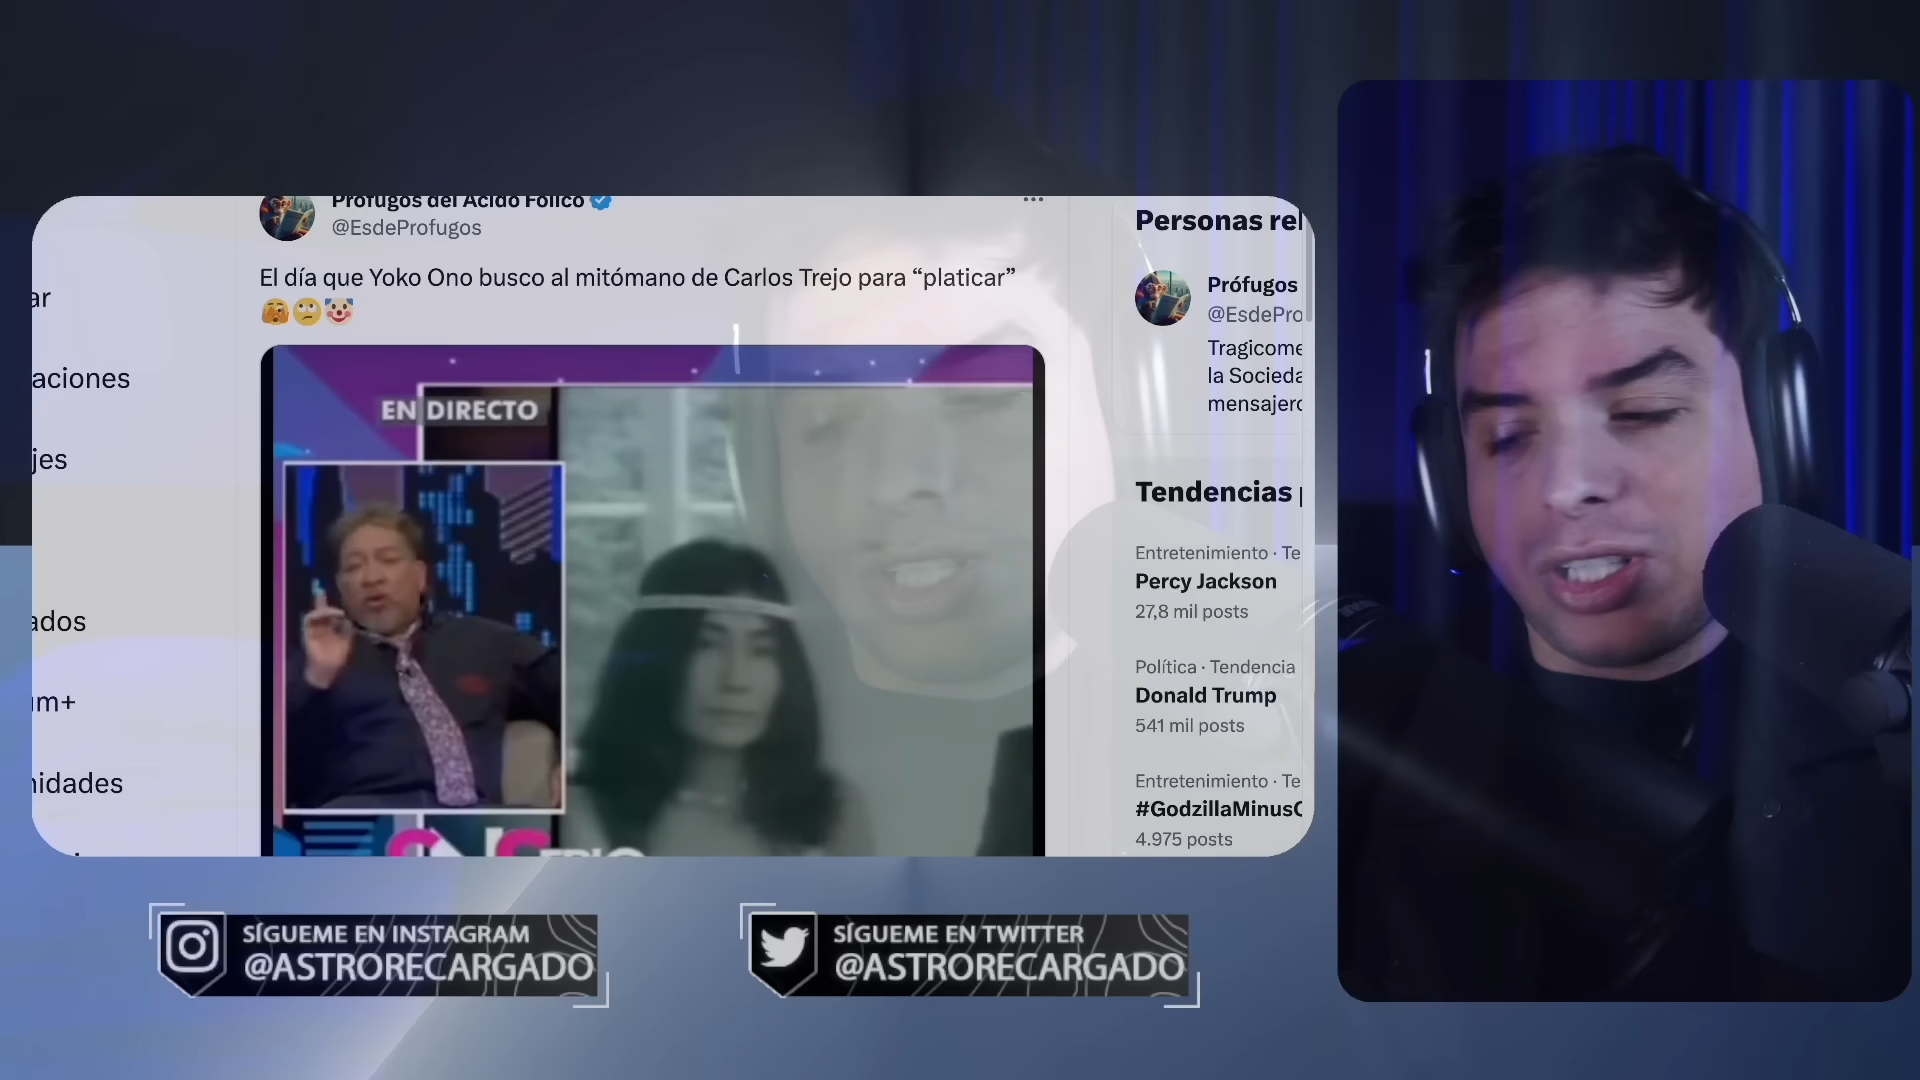 Prófugos del Ácido Fólico
@EsdeProfugos
El día que Yoko Ono busco al mitómano de Carlos Trejo para “platicar”
EN DIRECTO
ar
aciones
jes
ados
um+
nidades
Personas rel
Prófugos
@EsdePro
Tragicome
la Socieda
mensajero
Tendencias
Entretenimiento · Te
Percy Jackson
27,8 mil posts
Política · Tendencia
Donald Trump
541 mil posts
Entretenimiento · Te
#GodzillaMinus
4.975 posts
SÍGUEME EN INSTAGRAM
@ASTRORECARGADO
SÍGUEME EN TWITTER
@ASTRORECARGADO